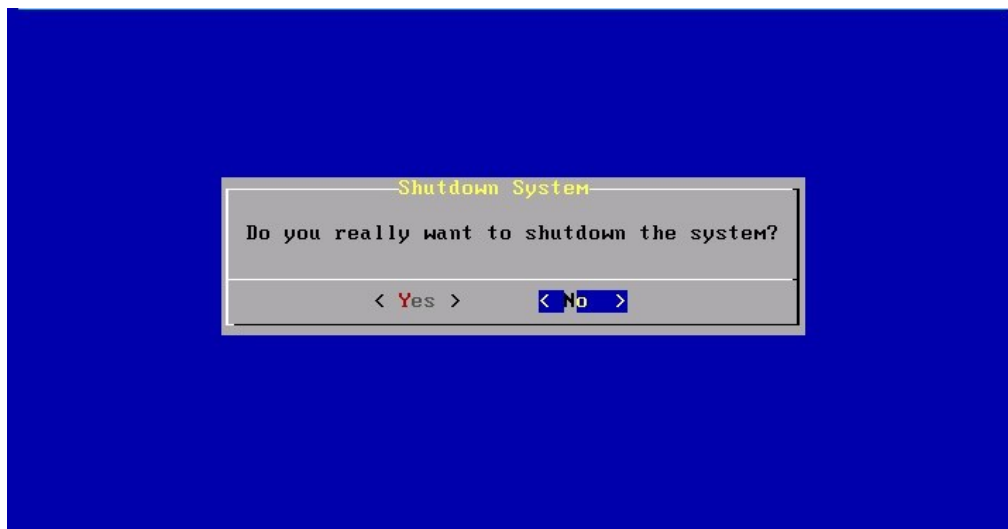 Shutdown System
Do you really want to shutdown the system?
< Yes > < No >